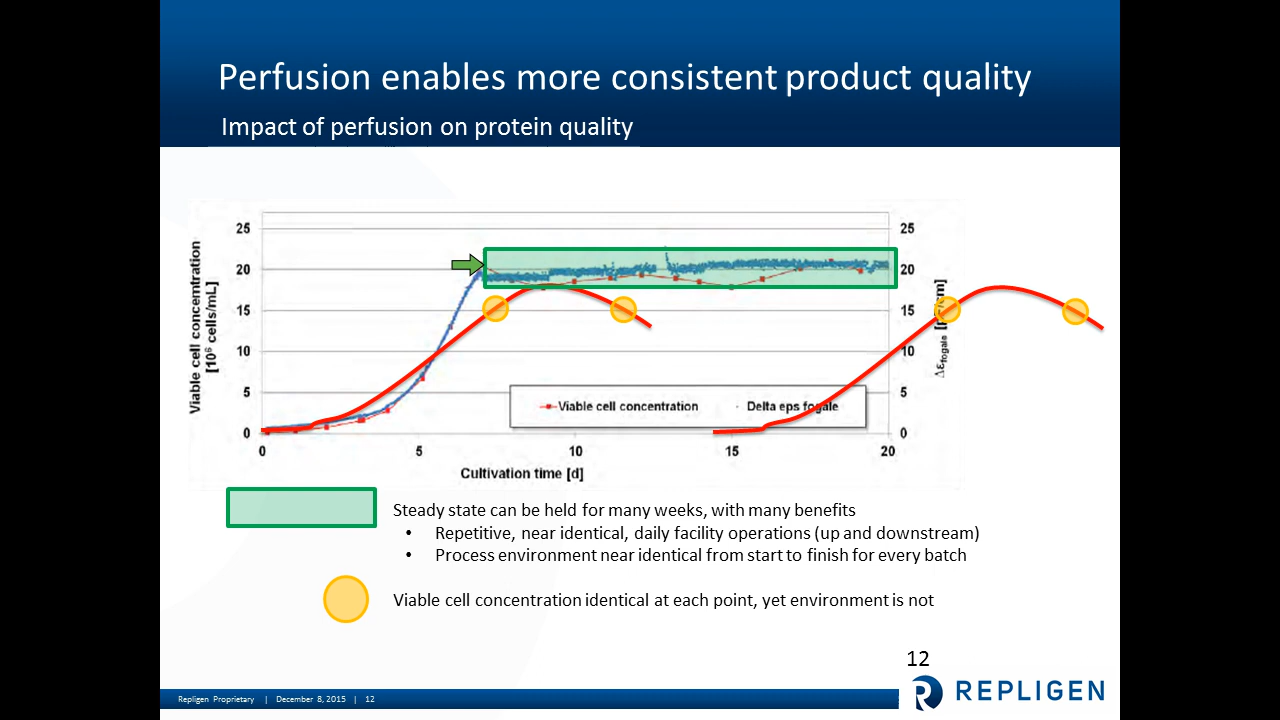 Perfusion enables more consistent product quality
Impact of perfusion on protein quality
Viable cell concentration
[10⁶ cells/mL]
25
20
15
10
5
0
25
20
15
10
5
0
Viable cell concentration
Delta eps fogale
0
5
10
15
20
Cultivation time [d]
Steady state can be held for many weeks, with many benefits
• Repetitive, near identical, daily facility operations (up and downstream)
• Process environment near identical from start to finish for every batch
Viable cell concentration identical at each point, yet environment is not
12
Repligen Proprietary | December 8, 2015 | 12
REPLIGEN